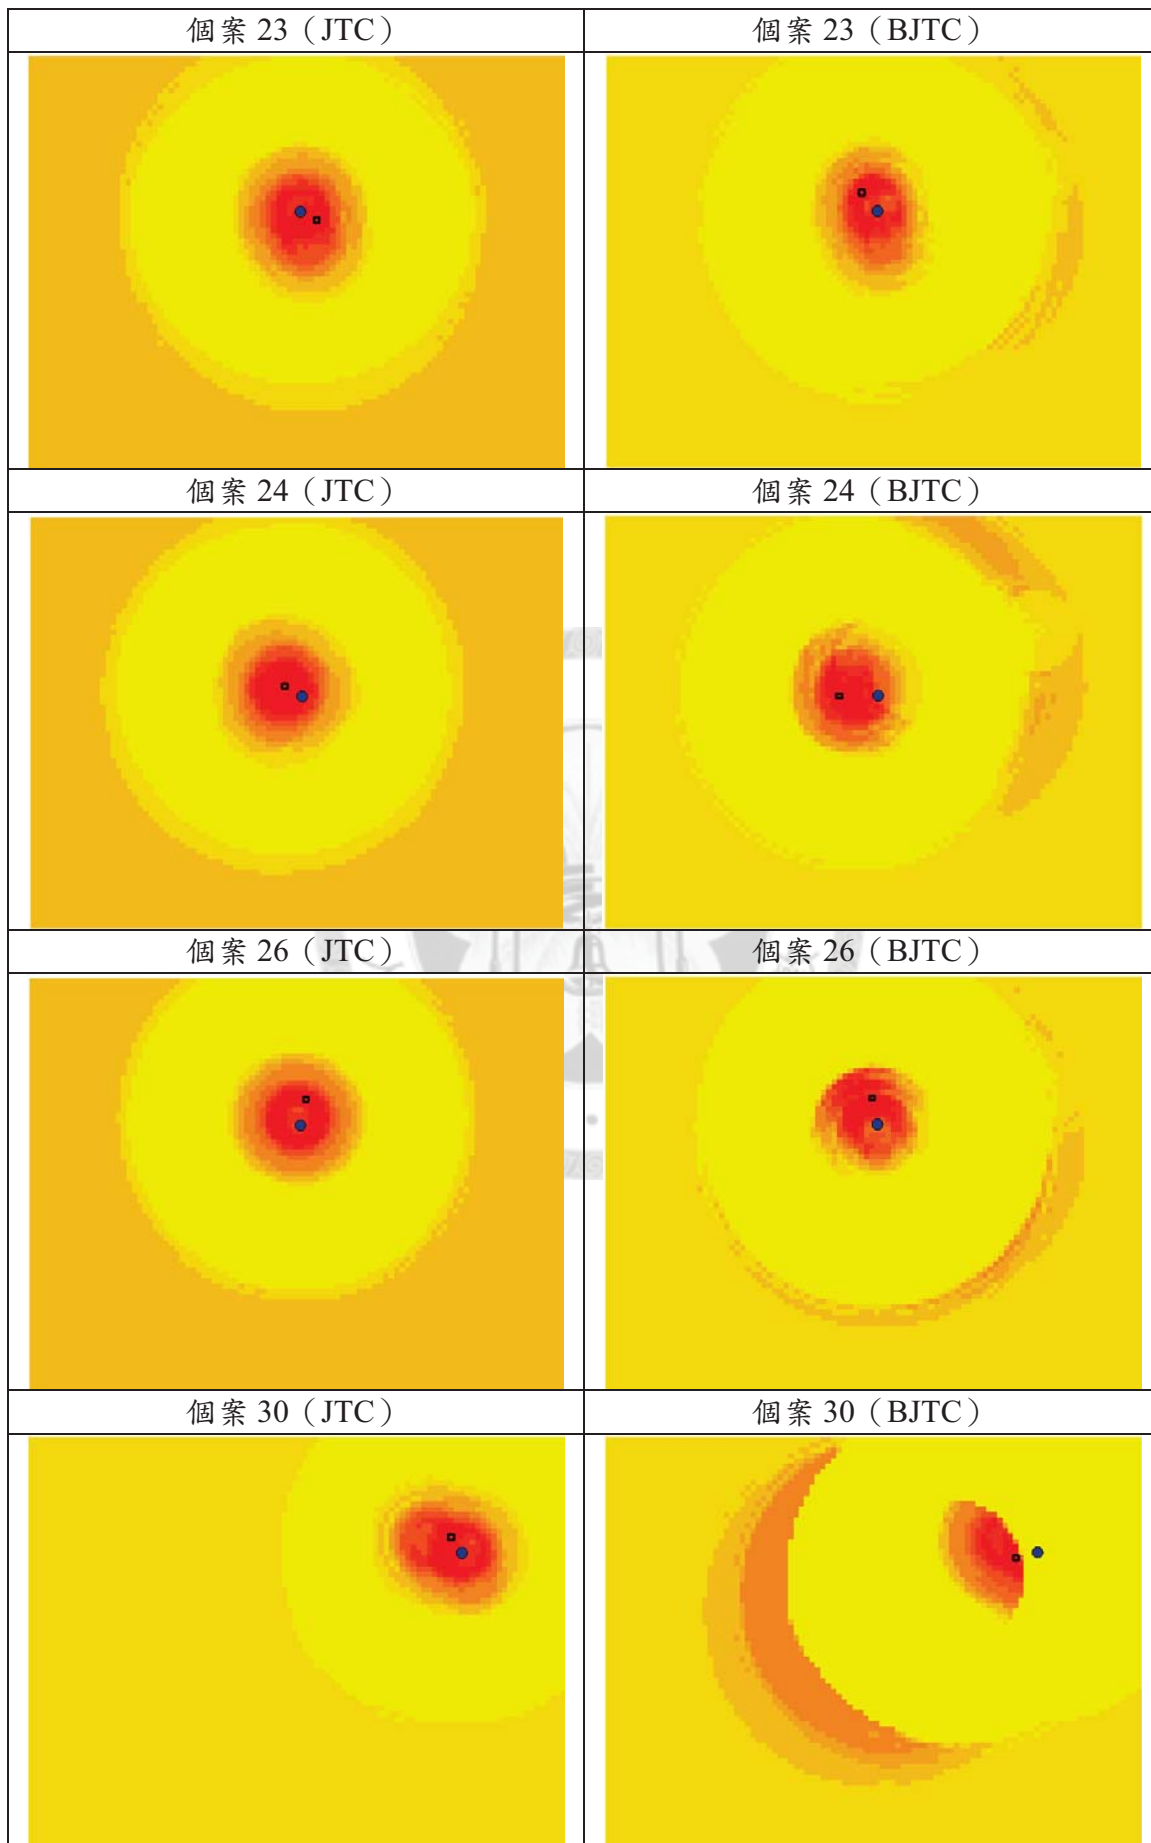 個案 23（JTC）
個案 23（BJTC）
個案 24（JTC）
個案 24（BJTC）
個案 26（JTC）
個案 26（BJTC）
個案 30（JTC）
個案 30（BJTC）